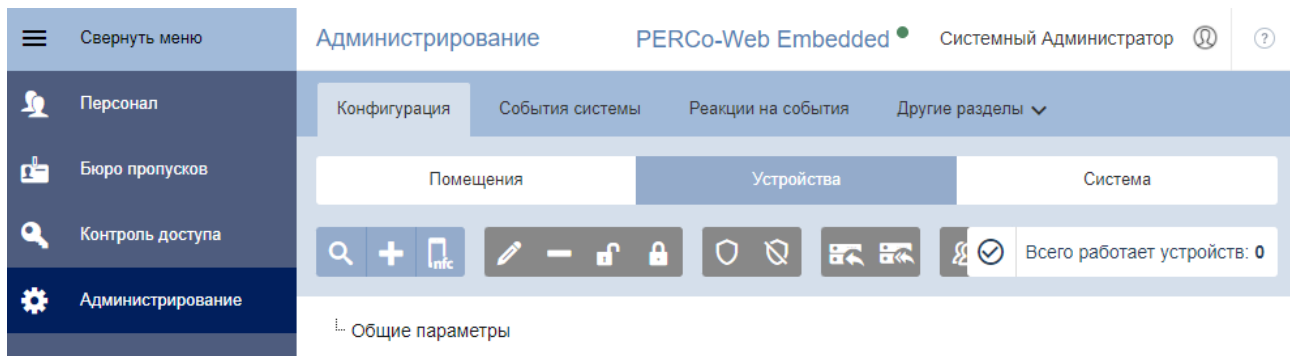 Свернуть меню
Администрирование PERCo-Web Embedded Системный Администратор ?
Персонал
Конфигурация События системы Реакции на события Другие разделы
Бюро пропусков
Помещения Устройства Система
Контроль доступа
nfc Всего работает устройств: 0
Администрирование
Общие параметры